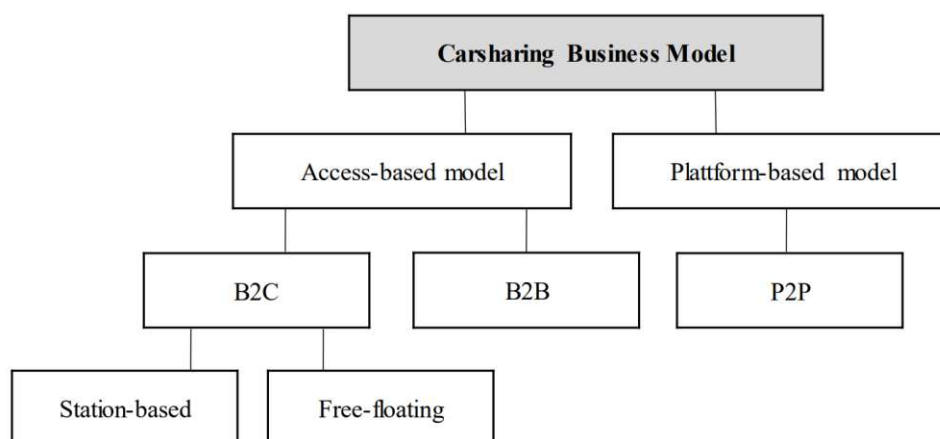 Carsharing Business Model
Access-based model
Plattform-based model
B2C
B2B
P2P
Station-based
Free-floating